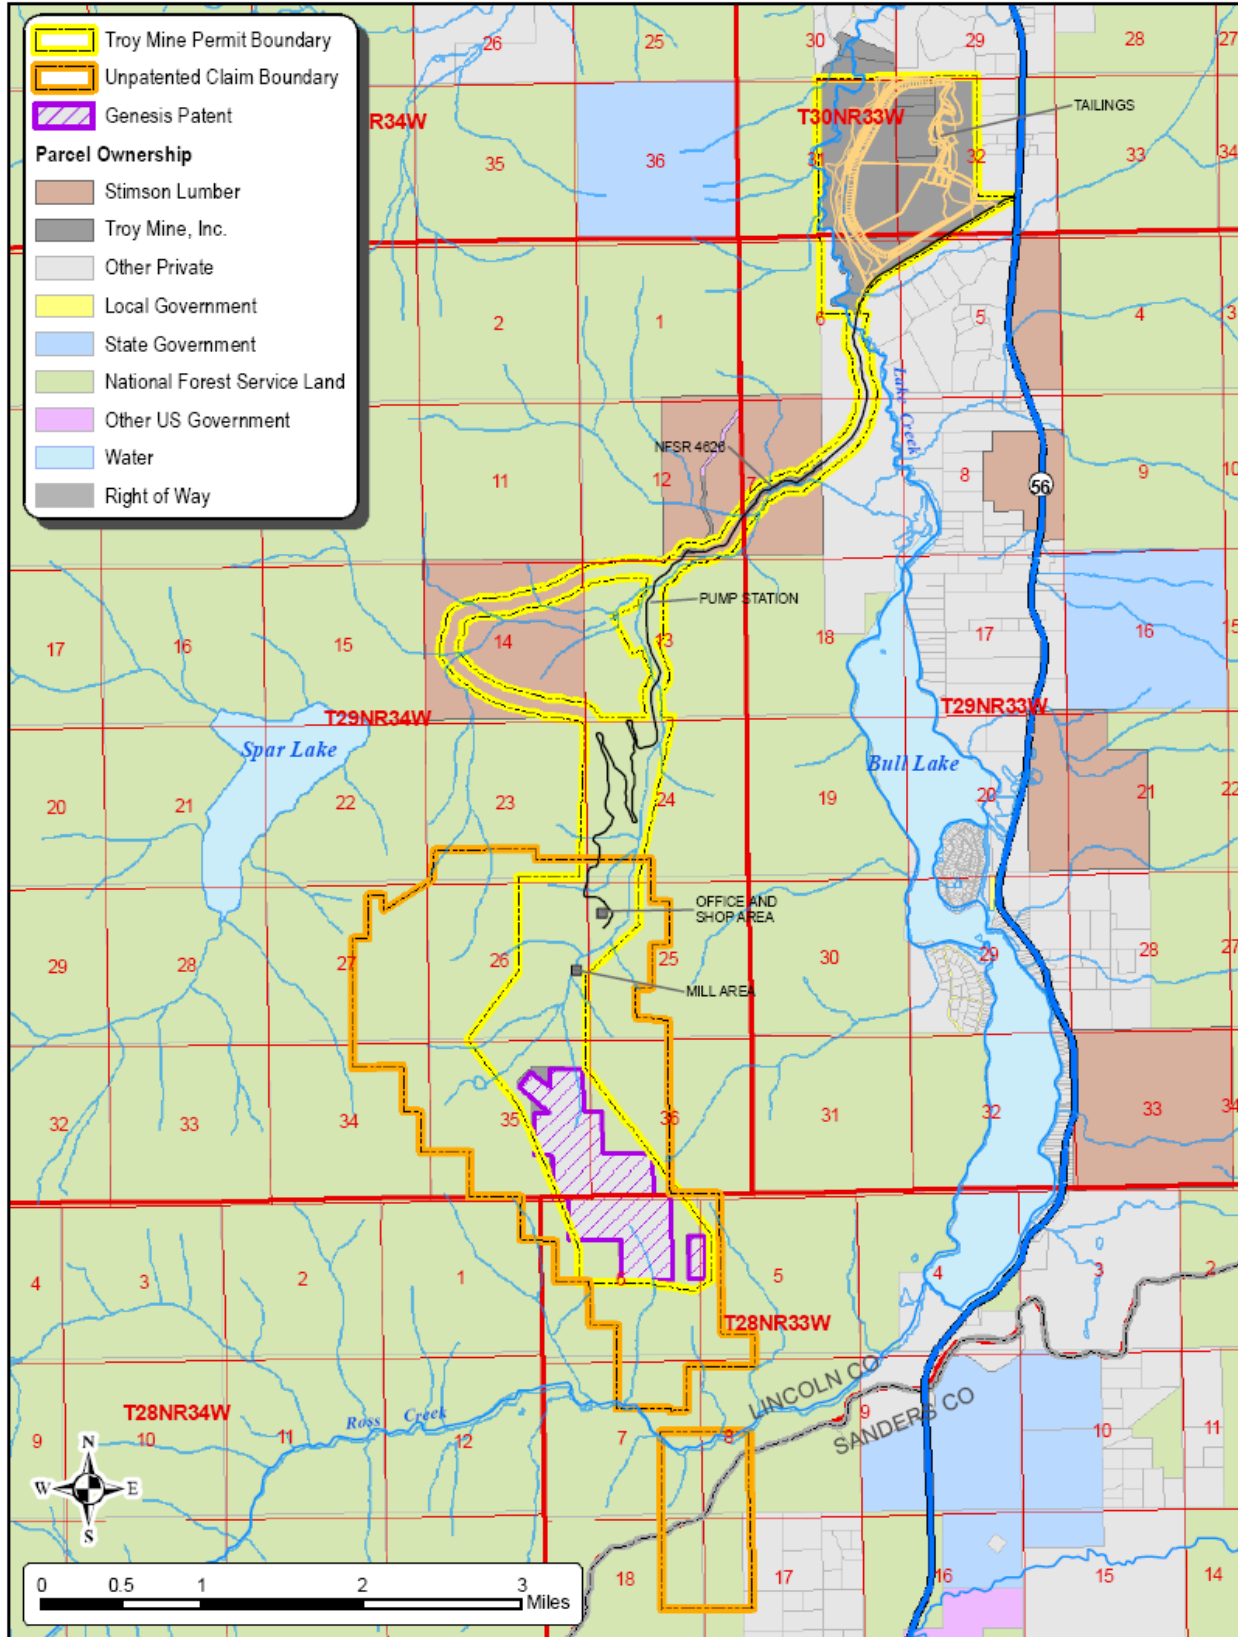 Troy Mine Permit Boundary
Unpatented Claim Boundary
Genesis Patent
Parcel Ownership
Stimson Lumber
Troy Mine, Inc.
Other Private
Local Government
State Government
National Forest Service Land
Other US Government
Water
Right of Way
26
25
30
29
28
27
R34W
T30NR33W
TAILINGS
35
36
31
32
33
34
2
1
6
5
4
3
Lake Creek
NFSR 4626
11
12
7
8
9
10
56
PUMP STATION
17
16
15
14
13
18
17
16
15
T29NR34W
T29NR33W
Spar Lake
Bull Lake
20
21
22
23
24
19
20
21
22
OFFICE AND
SHOP AREA
29
28
27
26
25
30
29
28
27
MILL AREA
32
33
34
35
36
31
32
33
34
4
3
2
1
6
5
4
3
2
T28NR33W
LINCOLN CO
SANDERS CO
T28NR34W
Ross Creek
9
10
11
12
7
8
9
10
11
18
17
16
15
14
N
W
E
S
0 0.5 1 2 3
Miles